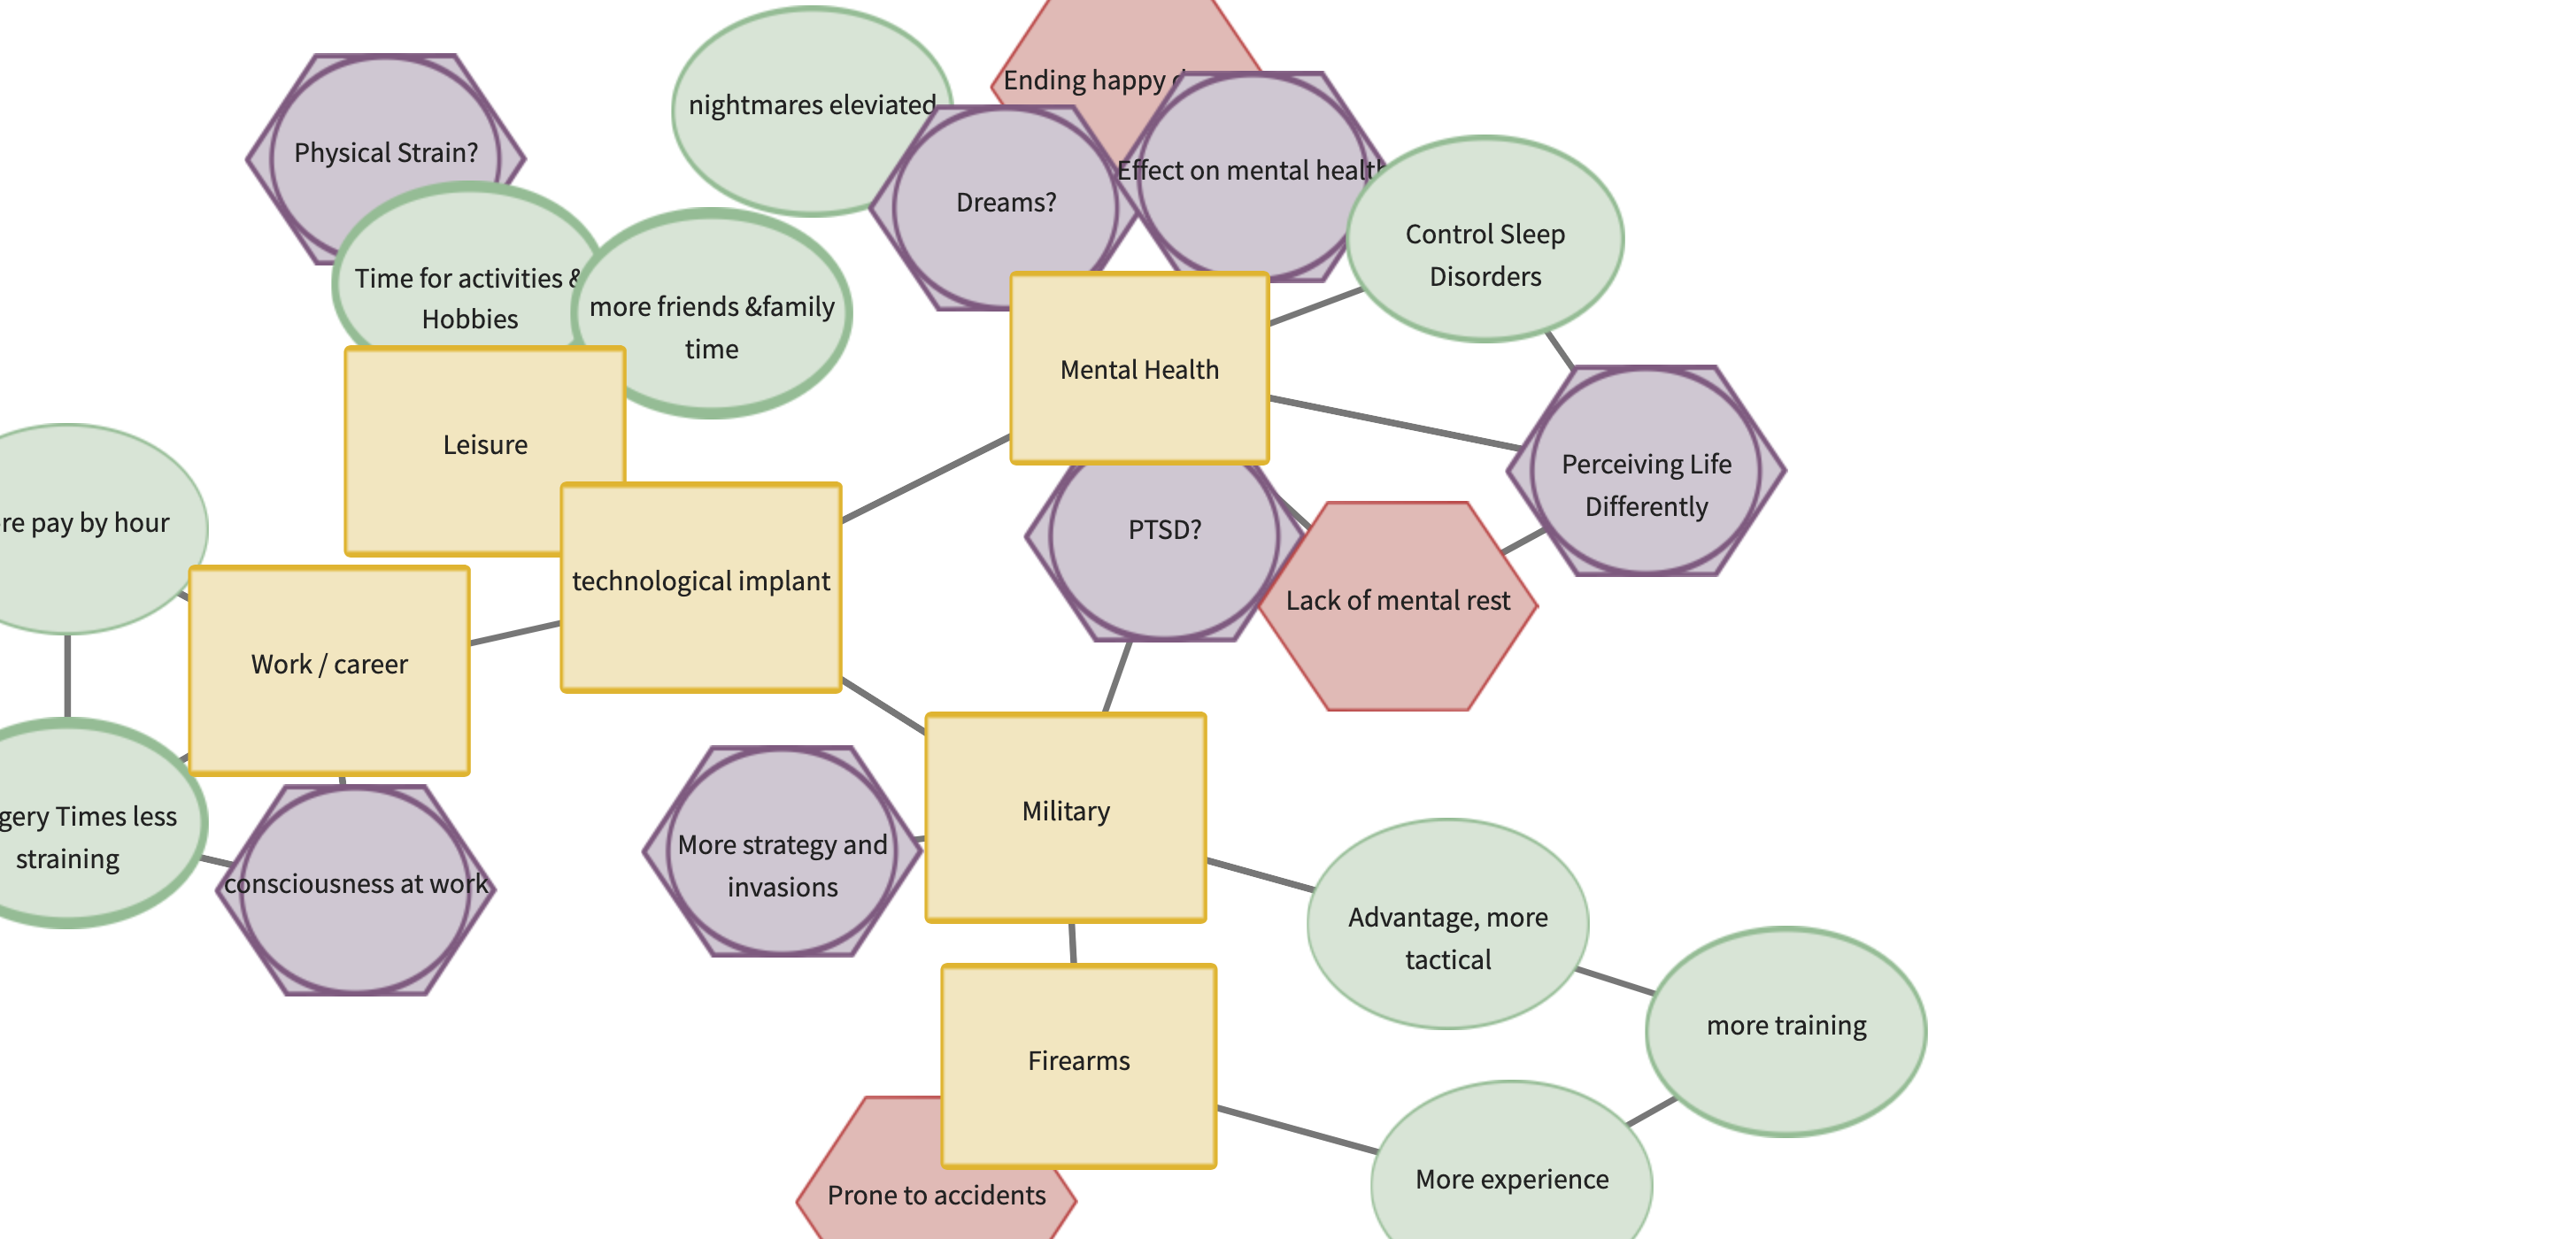 Ending happy
nightmares eleviated
Physical Strain?
Effect on mental health
Dreams?
Control Sleep
Disorders
Time for activities &
Hobbies
more friends &family
time
Mental Health
Leisure
Perceiving Life
Differently
re pay by hour
PTSD?
technological implant
Lack of mental rest
Work / career
Military
gery Times less
straining
More strategy and
invasions
consciousness at work
Advantage, more
tactical
more training
Firearms
More experience
Prone to accidents